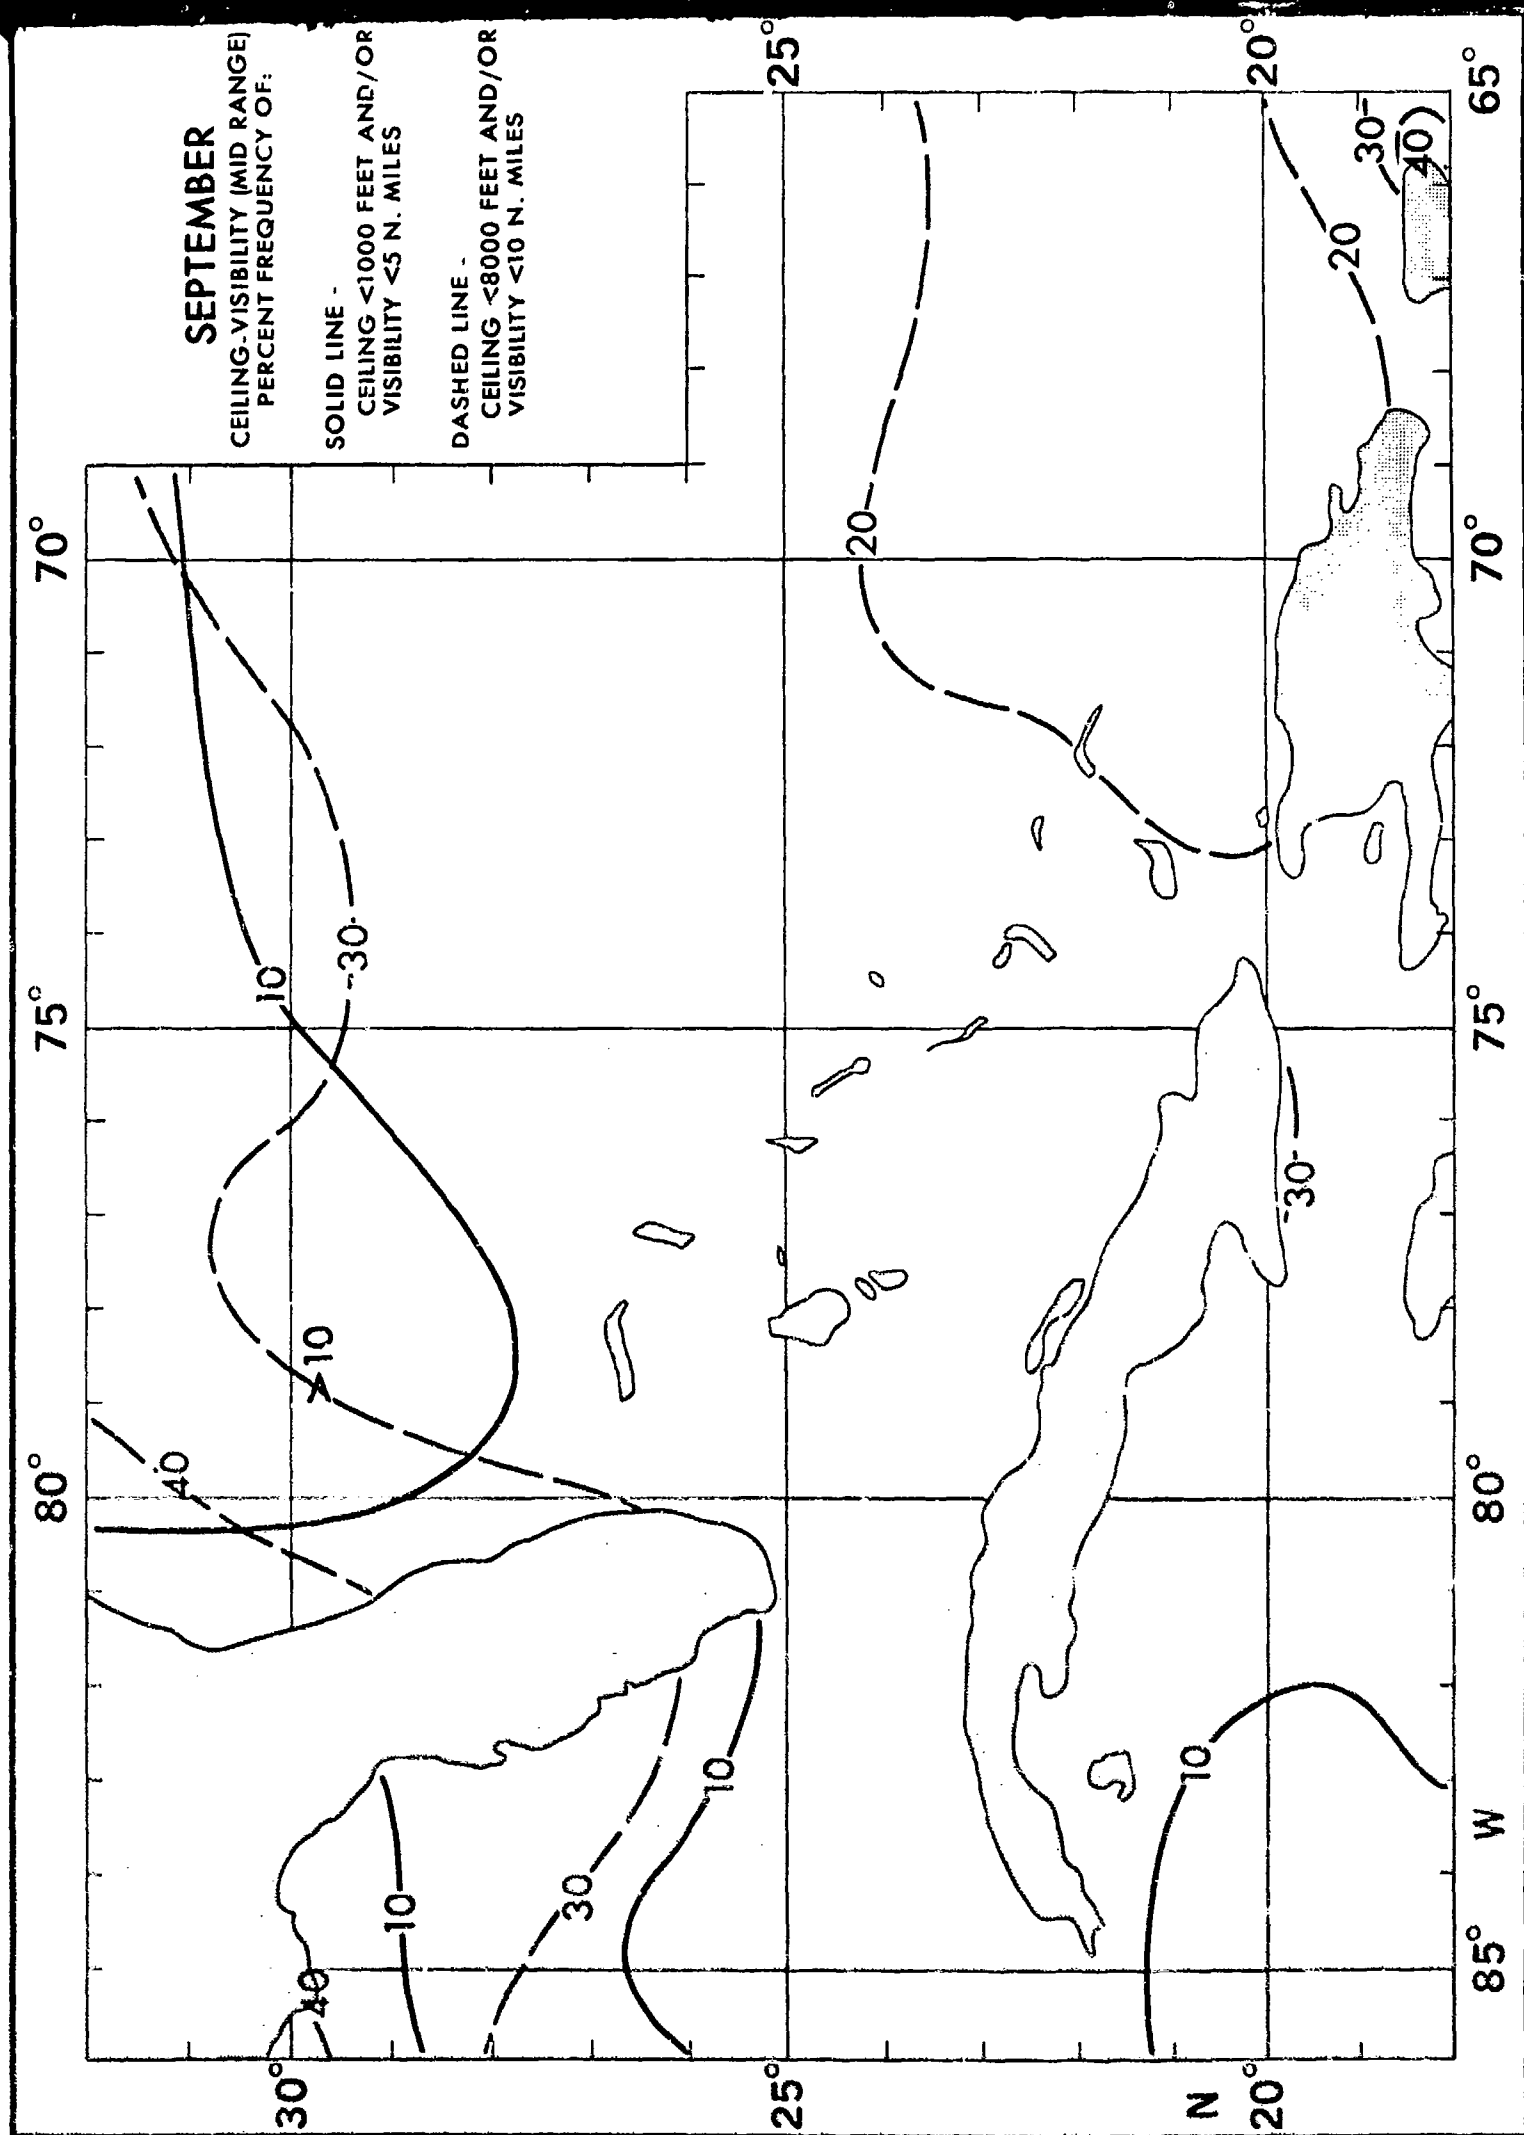 SEPTEMBER
CEILING-VISIBILITY (MID RANGE)
PERCENT FREQUENCY OF:
SOLID LINE -
CEILING <1000 FEET AND/OR
VISIBILITY <5 N. MILES
DASHED LINE -
CEILING <8000 FEET AND/OR
VISIBILITY <10 N. MILES
80°
75°
70°
30°
25°
N
20°
25°
20°
85°
W
80°
75°
70°
65°
40
10
30
10
40
10
10
30
10
30
20
20
30
40